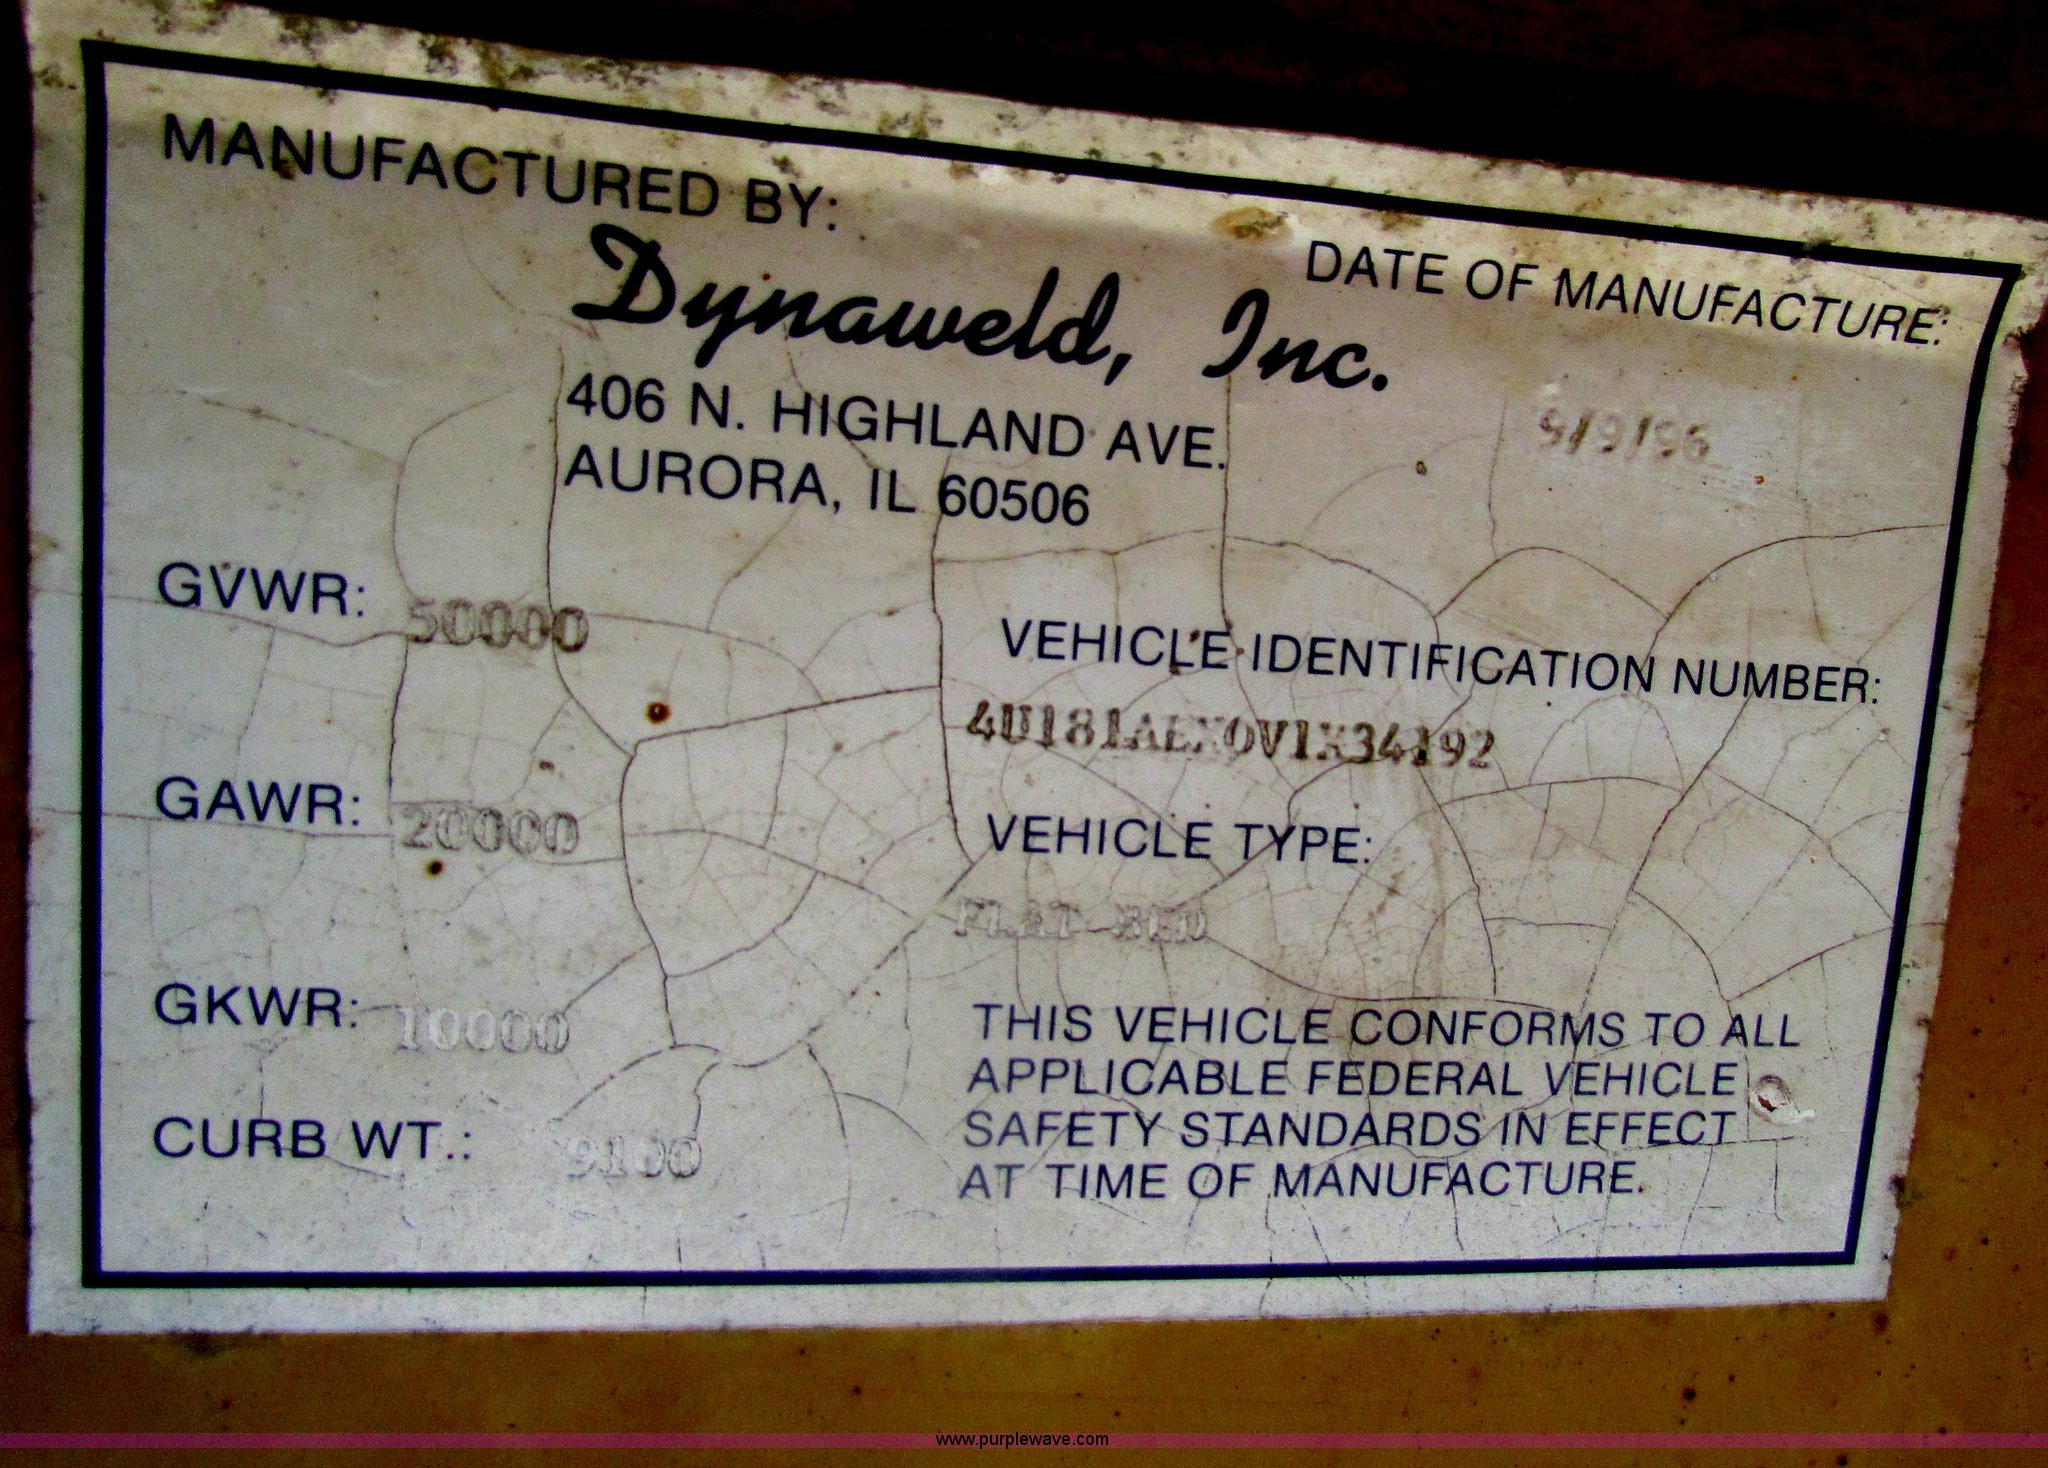 MANUFACTURED BY:
Dynaweld, Inc.
406 N. HIGHLAND AVE.
AURORA, IL 60506
DATE OF MANUFACTURE:
9/9/96
GVWR: 50000
VEHICLE IDENTIFICATION NUMBER:
GAWR: 20000
VEHICLE TYPE:
FLAT-BED
GKWR: 10000
CURB WT.: 9100
THIS VEHICLE CONFORMS TO ALL
APPLICABLE FEDERAL VEHICLE
SAFETY STANDARDS IN EFFECT
AT TIME OF MANUFACTURE.
www.purplewave.com